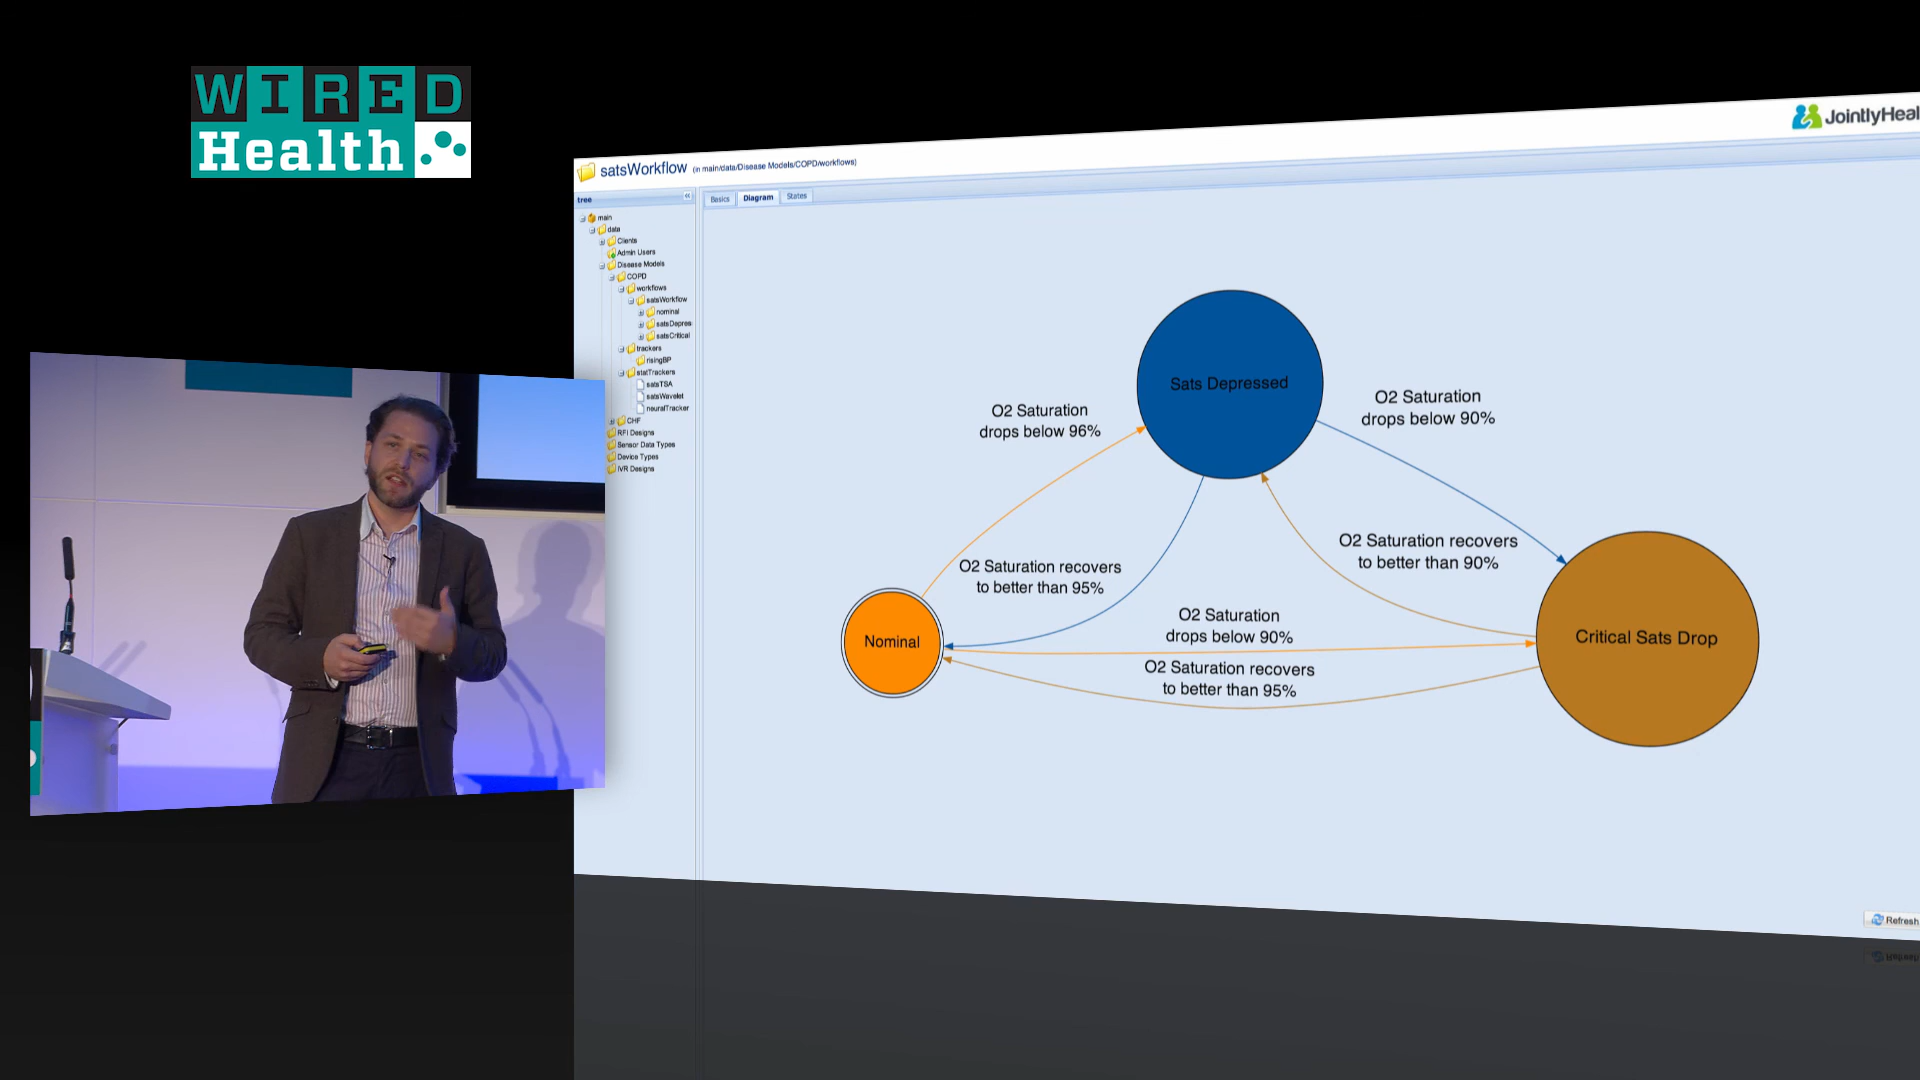 WIRED
Health
JointlyHeal
satsWorkflow (in main/data/Disease Models/COPD/workflows)
tree
Basics
Diagram
States
main
data
Clients
Admin Users
Disease Models
COPD
workflows
satsWorkflow
nominal
satsDepres
satsCritical
trackers
risingBP
statTrackers
satsTSA
satsWavelet
neuralTracker
CHF
RFI Designs
Sensor Data Types
Device Types
IVR Designs
Sats Depressed
O2 Saturation
drops below 96%
O2 Saturation
drops below 90%
O2 Saturation recovers
to better than 95%
O2 Saturation recovers
to better than 90%
O2 Saturation
drops below 90%
Nominal
Critical Sats Drop
O2 Saturation recovers
to better than 95%
Refresh